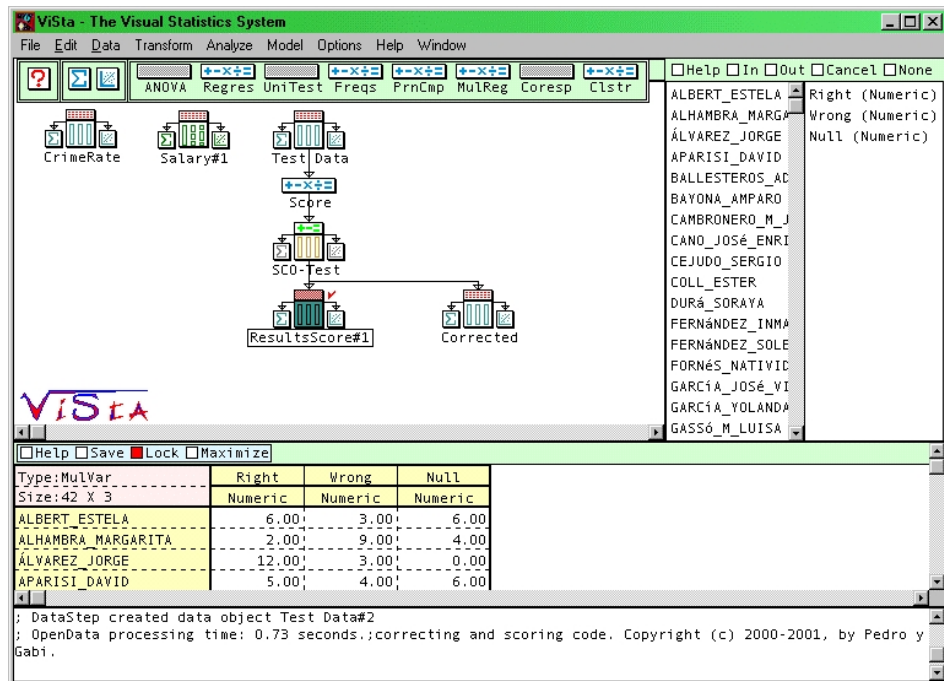 ViSta - The Visual Statistics System
File Edit Data Transform Analyze Model Options Help Window
?
Σ
ANOVA Regres UniTest Freqs PrnCmp MulReg Coresp Clstr
Help In Out Cancel None
CrimeRate
Salary#1
Test Data
Score
SCO-Test
ResultsScore#1
Corrected
ViStA
ALBERT_ESTELA
ALHAMBRA_MARGA
ÁLVAREZ_JORGE
APARISI_DAVID
BALLESTEROS_AD
BAYONA_AMPARO
CAMBRONERO_M_J
CANO_JOSé_ENRI
CEJUDO_SERGIO
COLL_ESTER
DURá_SORAYA
FERNáNDEZ_INMA
FERNáNDEZ_SOLE
FORNéS_NATIVID
GARCíA_JOSé_VI
GARCíA_YOLANDA
GASSó_M_LUISA
Right (Numeric)
Wrong (Numeric)
Null (Numeric)
Help Save Lock Maximize
Type:MulVar Right Wrong Null
Size:42 X 3 Numeric Numeric Numeric
ALBERT_ESTELA 6.00 3.00 6.00
ALHAMBRA_MARGARITA 2.00 9.00 4.00
ÁLVAREZ_JORGE 12.00 3.00 0.00
APARISI_DAVID 5.00 4.00 6.00
; DataStep created data object Test Data#2
; OpenData processing time: 0.73 seconds.;correcting and scoring code. Copyright (c) 2000-2001, by Pedro y
Gabi.